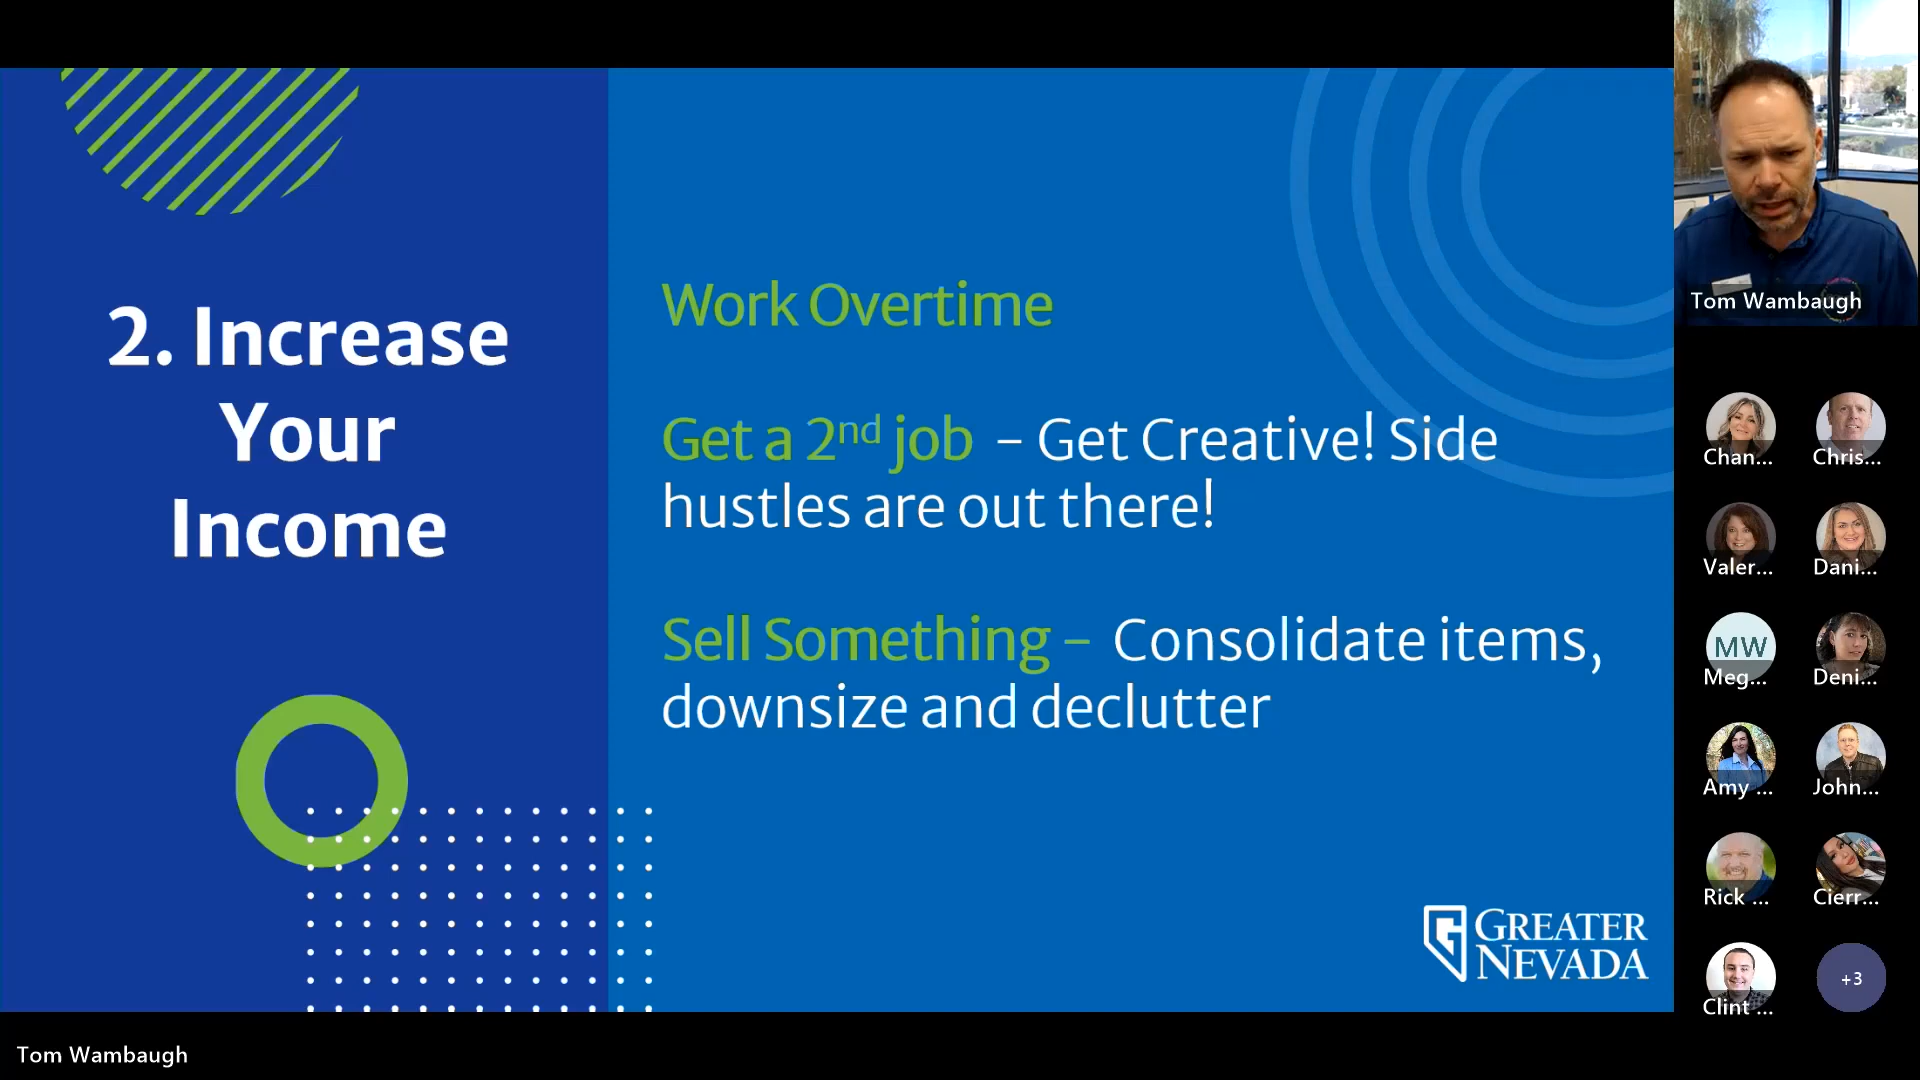 2. Increase
Your
Income
Work Overtime
Get a 2nd job – Get Creative! Side
hustles are out there!
Sell Something – Consolidate items,
downsize and declutter
GREATER
NEVADA
Tom Wambaugh
Chan...
Chris...
Valer...
Dani...
MW
Meg...
Deni...
Amy ...
John...
Rick ...
Cierr...
Clint ...
+3
Tom Wambaugh